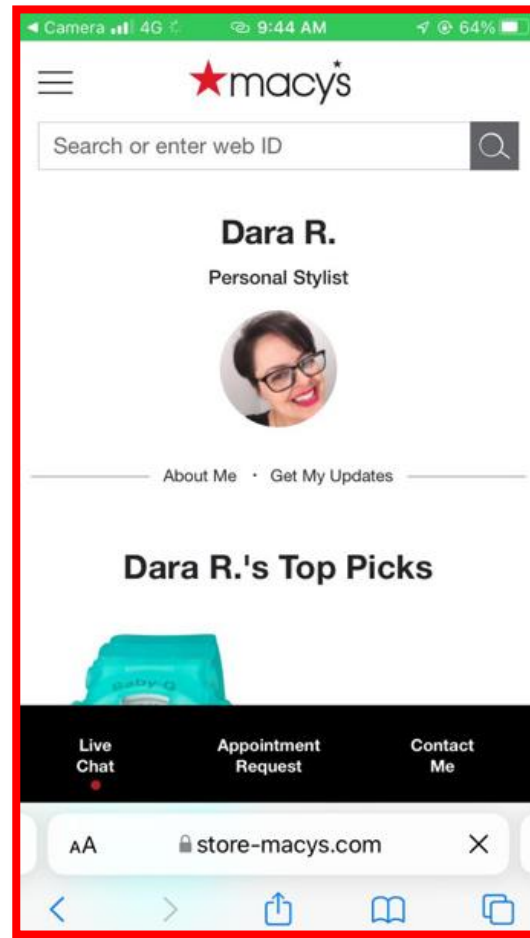 Camera 4G 9:44 AM 64%
macy's
Search or enter web ID
Dara R.
Personal Stylist
About Me · Get My Updates
Dara R.'s Top Picks
Baby-G
Live Chat
Appointment Request
Contact Me
AA store-macys.com